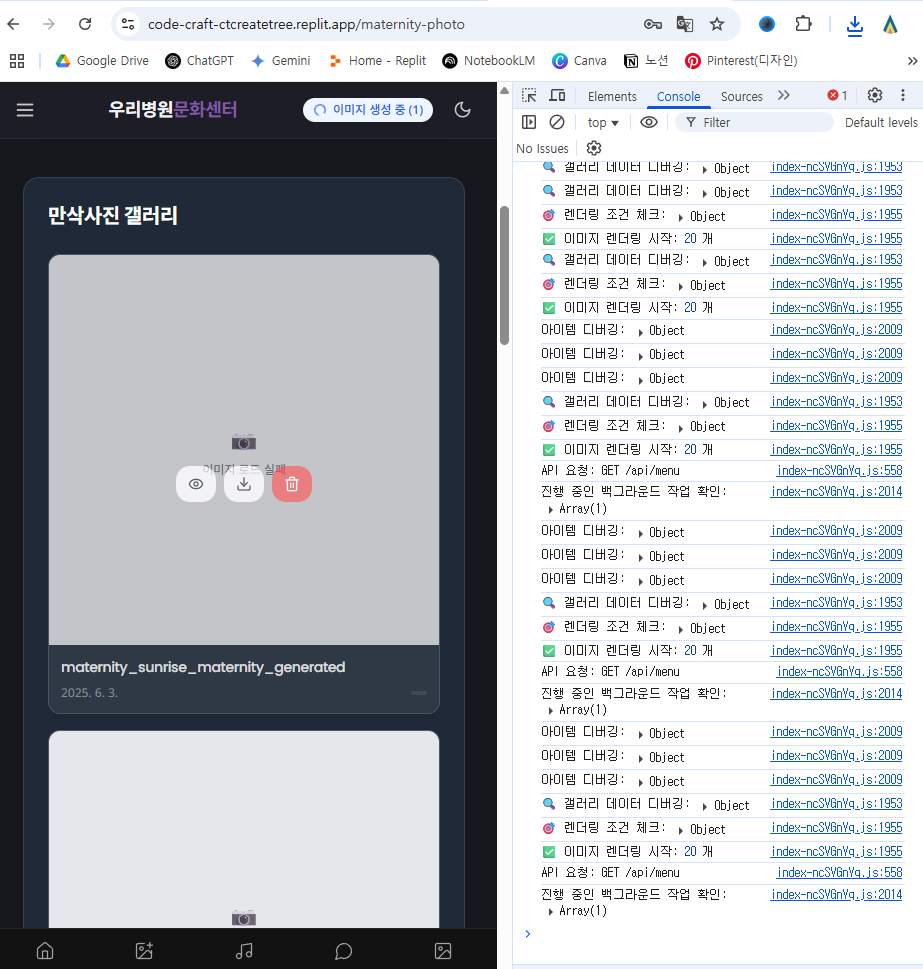 code-craft-ctcreatetree.replit.app/maternity-photo
Google Drive
ChatGPT
Gemini
Home - Replit
NotebookLM
Canva
노션
Pinterest(디자인)
우리병원문화센터
이미지 생성 중 (1)
만삭사진 갤러리
이미지 로드 실패
maternity_sunrise_maternity_generated
2025. 6. 3.
Elements Console Sources 1
top Filter Default levels
No Issues
갤러리 데이터 디버깅: Object index-ncSVGnYq.js:1953
갤러리 데이터 디버깅: Object index-ncSVGnYq.js:1953
렌더링 조건 체크: Object index-ncSVGnYq.js:1955
이미지 렌더링 시작: 20 개 index-ncSVGnYq.js:1955
갤러리 데이터 디버깅: Object index-ncSVGnYq.js:1953
렌더링 조건 체크: Object index-ncSVGnYq.js:1955
이미지 렌더링 시작: 20 개 index-ncSVGnYq.js:1955
아이템 디버깅: Object index-ncSVGnYq.js:2009
아이템 디버깅: Object index-ncSVGnYq.js:2009
아이템 디버깅: Object index-ncSVGnYq.js:2009
갤러리 데이터 디버깅: Object index-ncSVGnYq.js:1953
렌더링 조건 체크: Object index-ncSVGnYq.js:1955
이미지 렌더링 시작: 20 개 index-ncSVGnYq.js:1955
API 요청: GET /api/menu index-ncSVGnYq.js:558
진행 중인 백그라운드 작업 확인: index-ncSVGnYq.js:2014
Array(1)
아이템 디버깅: Object index-ncSVGnYq.js:2009
아이템 디버깅: Object index-ncSVGnYq.js:2009
아이템 디버깅: Object index-ncSVGnYq.js:2009
갤러리 데이터 디버깅: Object index-ncSVGnYq.js:1953
렌더링 조건 체크: Object index-ncSVGnYq.js:1955
이미지 렌더링 시작: 20 개 index-ncSVGnYq.js:1955
API 요청: GET /api/menu index-ncSVGnYq.js:558
진행 중인 백그라운드 작업 확인: index-ncSVGnYq.js:2014
Array(1)
아이템 디버깅: Object index-ncSVGnYq.js:2009
아이템 디버깅: Object index-ncSVGnYq.js:2009
아이템 디버깅: Object index-ncSVGnYq.js:2009
갤러리 데이터 디버깅: Object index-ncSVGnYq.js:1953
렌더링 조건 체크: Object index-ncSVGnYq.js:1955
이미지 렌더링 시작: 20 개 index-ncSVGnYq.js:1955
API 요청: GET /api/menu index-ncSVGnYq.js:558
진행 중인 백그라운드 작업 확인: index-ncSVGnYq.js:2014
Array(1)